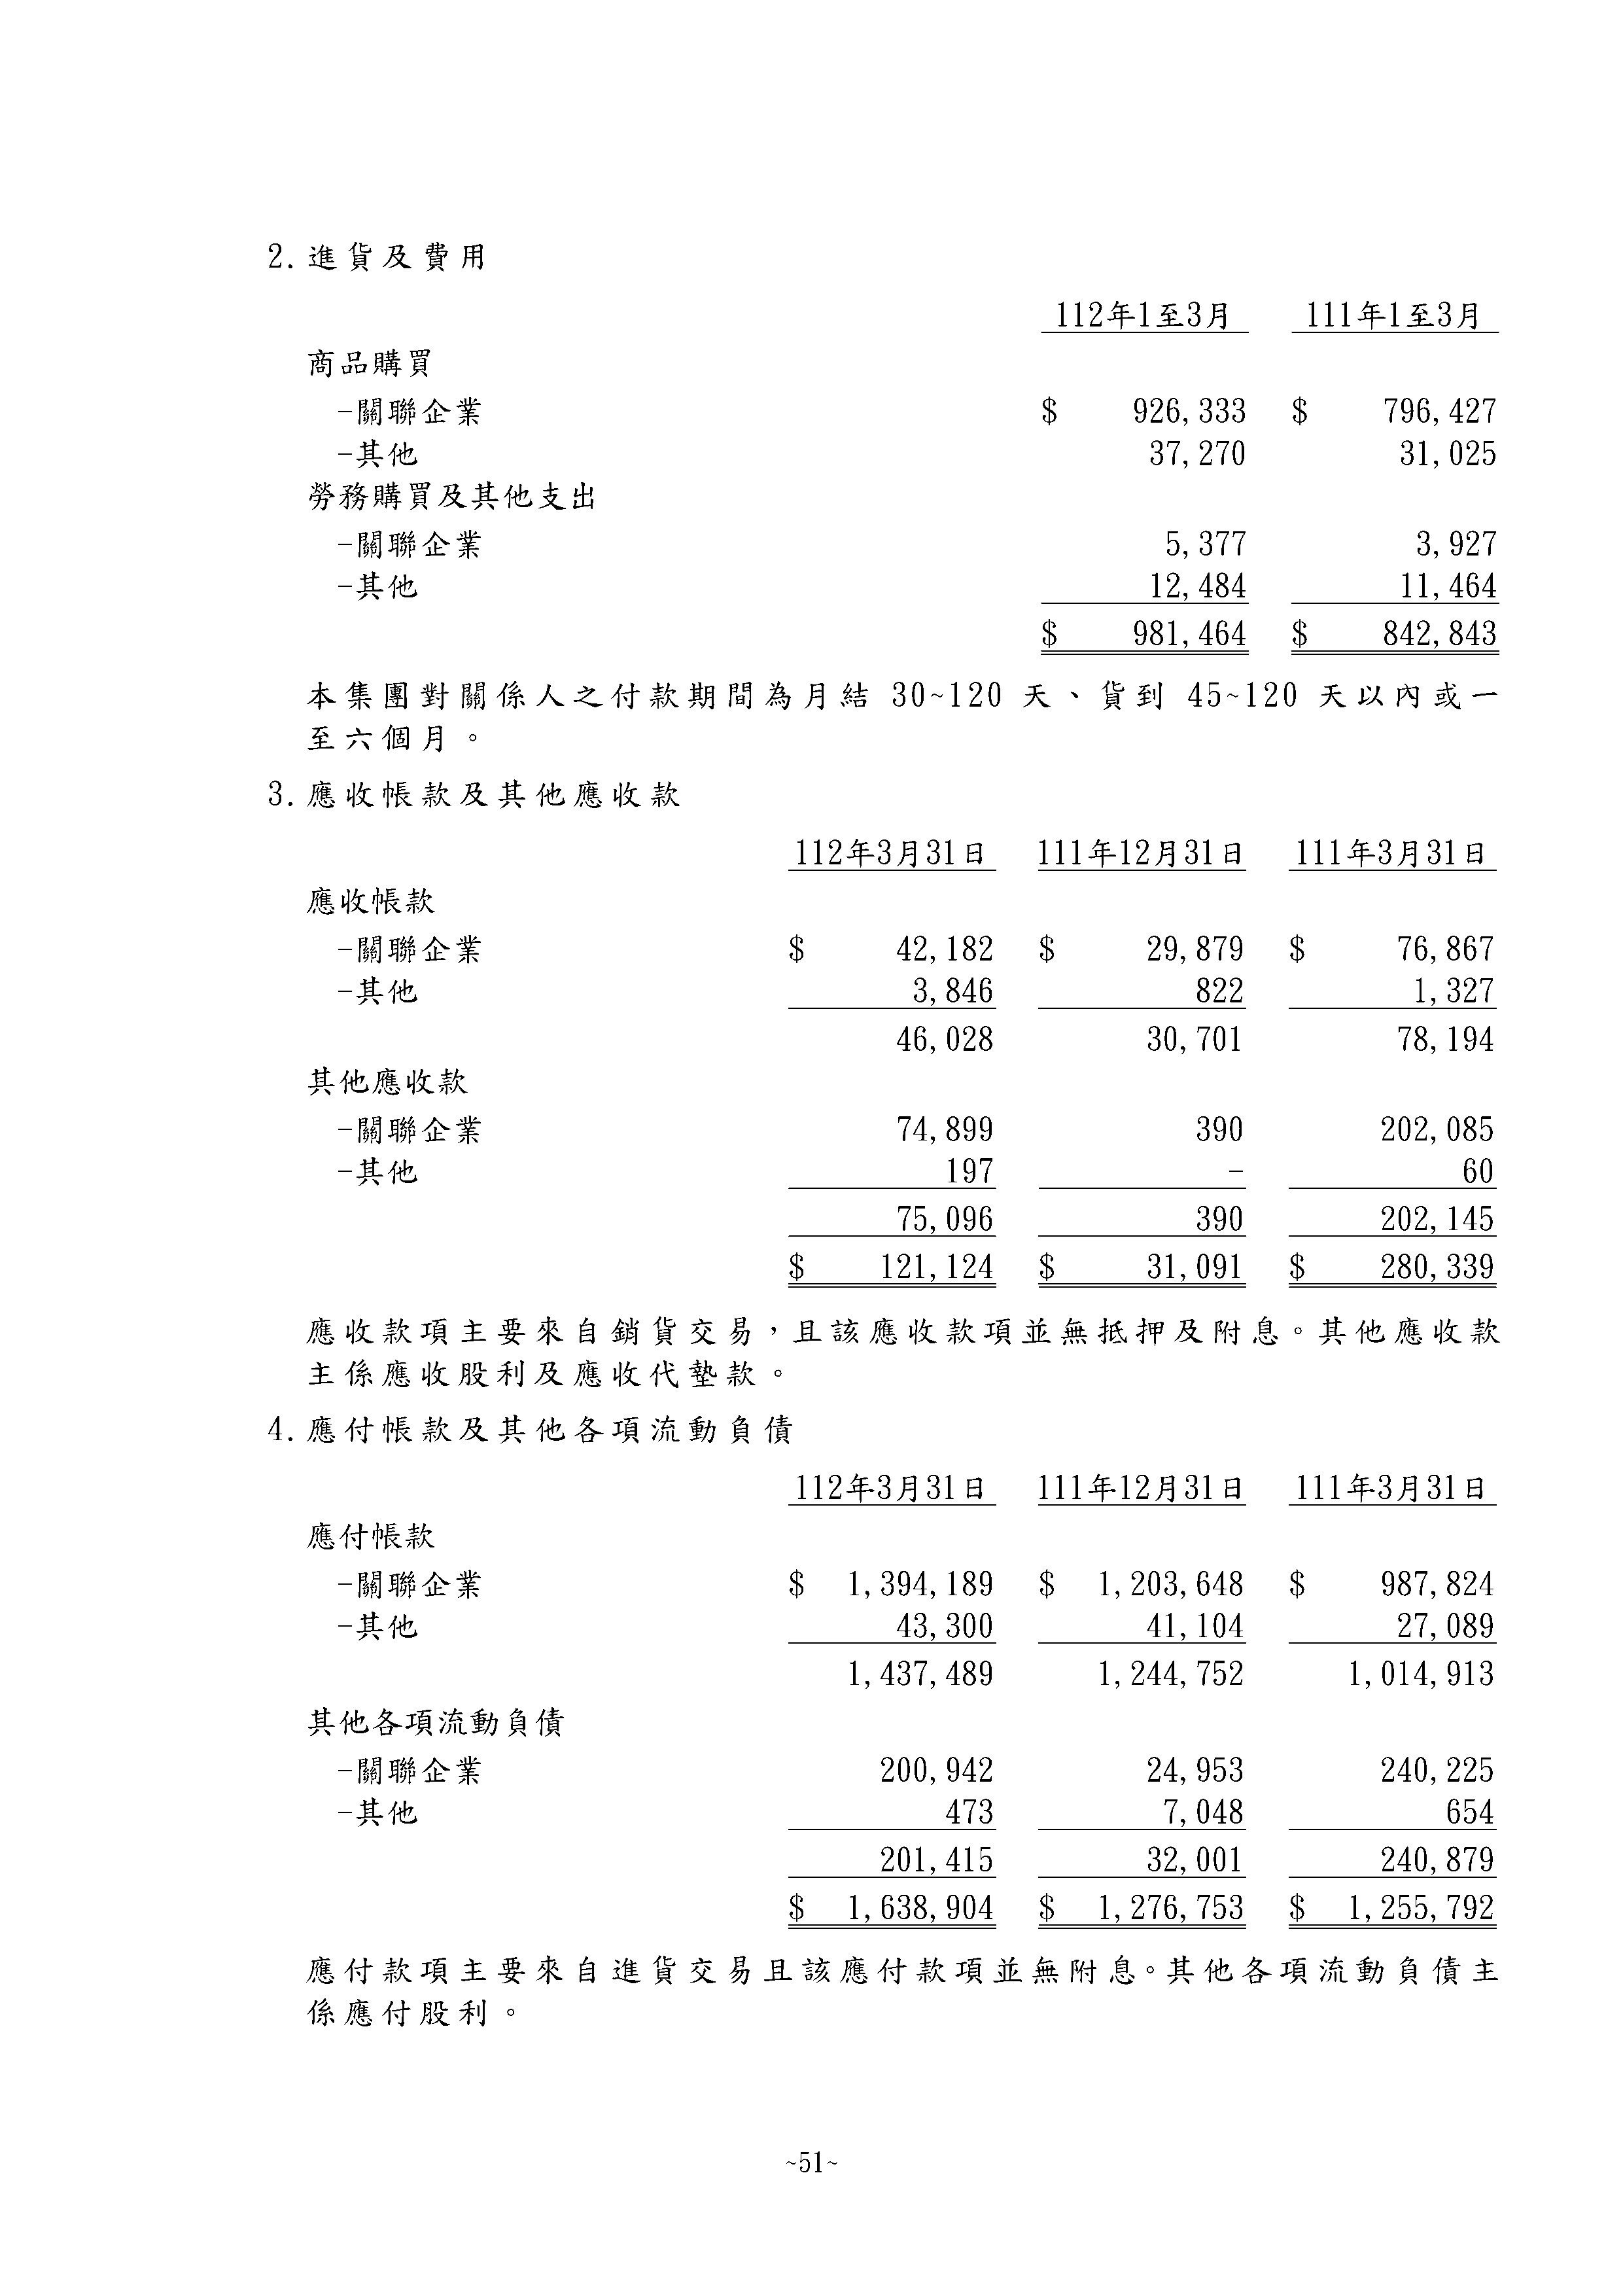 2. 進貨及費用
112年1至3月 111年1至3月
商品購買
-關聯企業 $ 926,333 $ 796,427
-其他 37,270 31,025
勞務購買及其他支出
-關聯企業 5,377 3,927
-其他 12,484 11,464
$ 981,464 $ 842,843
本集團對關係人之付款期間為月結 30~120 天、貨到 45~120 天以內或一
至六個月。
3. 應收帳款及其他應收款
112年3月31日 111年12月31日 111年3月31日
應收帳款
-關聯企業 $ 42,182 $ 29,879 $ 76,867
-其他 3,846 822 1,327
46,028 30,701 78,194
其他應收款
-關聯企業 74,899 390 202,085
-其他 197 - 60
75,096 390 202,145
$ 121,124 $ 31,091 $ 280,339
應收款項主要來自銷貨交易，且該應收款項並無抵押及附息。其他應收款
主係應收股利及應收代墊款。
4. 應付帳款及其他各項流動負債
112年3月31日 111年12月31日 111年3月31日
應付帳款
-關聯企業 $ 1,394,189 $ 1,203,648 $ 987,824
-其他 43,300 41,104 27,089
1,437,489 1,244,752 1,014,913
其他各項流動負債
-關聯企業 200,942 24,953 240,225
-其他 473 7,048 654
201,415 32,001 240,879
$ 1,638,904 $ 1,276,753 $ 1,255,792
應付款項主要來自進貨交易且該應付款項並無附息。其他各項流動負債主
係應付股利。
~51~